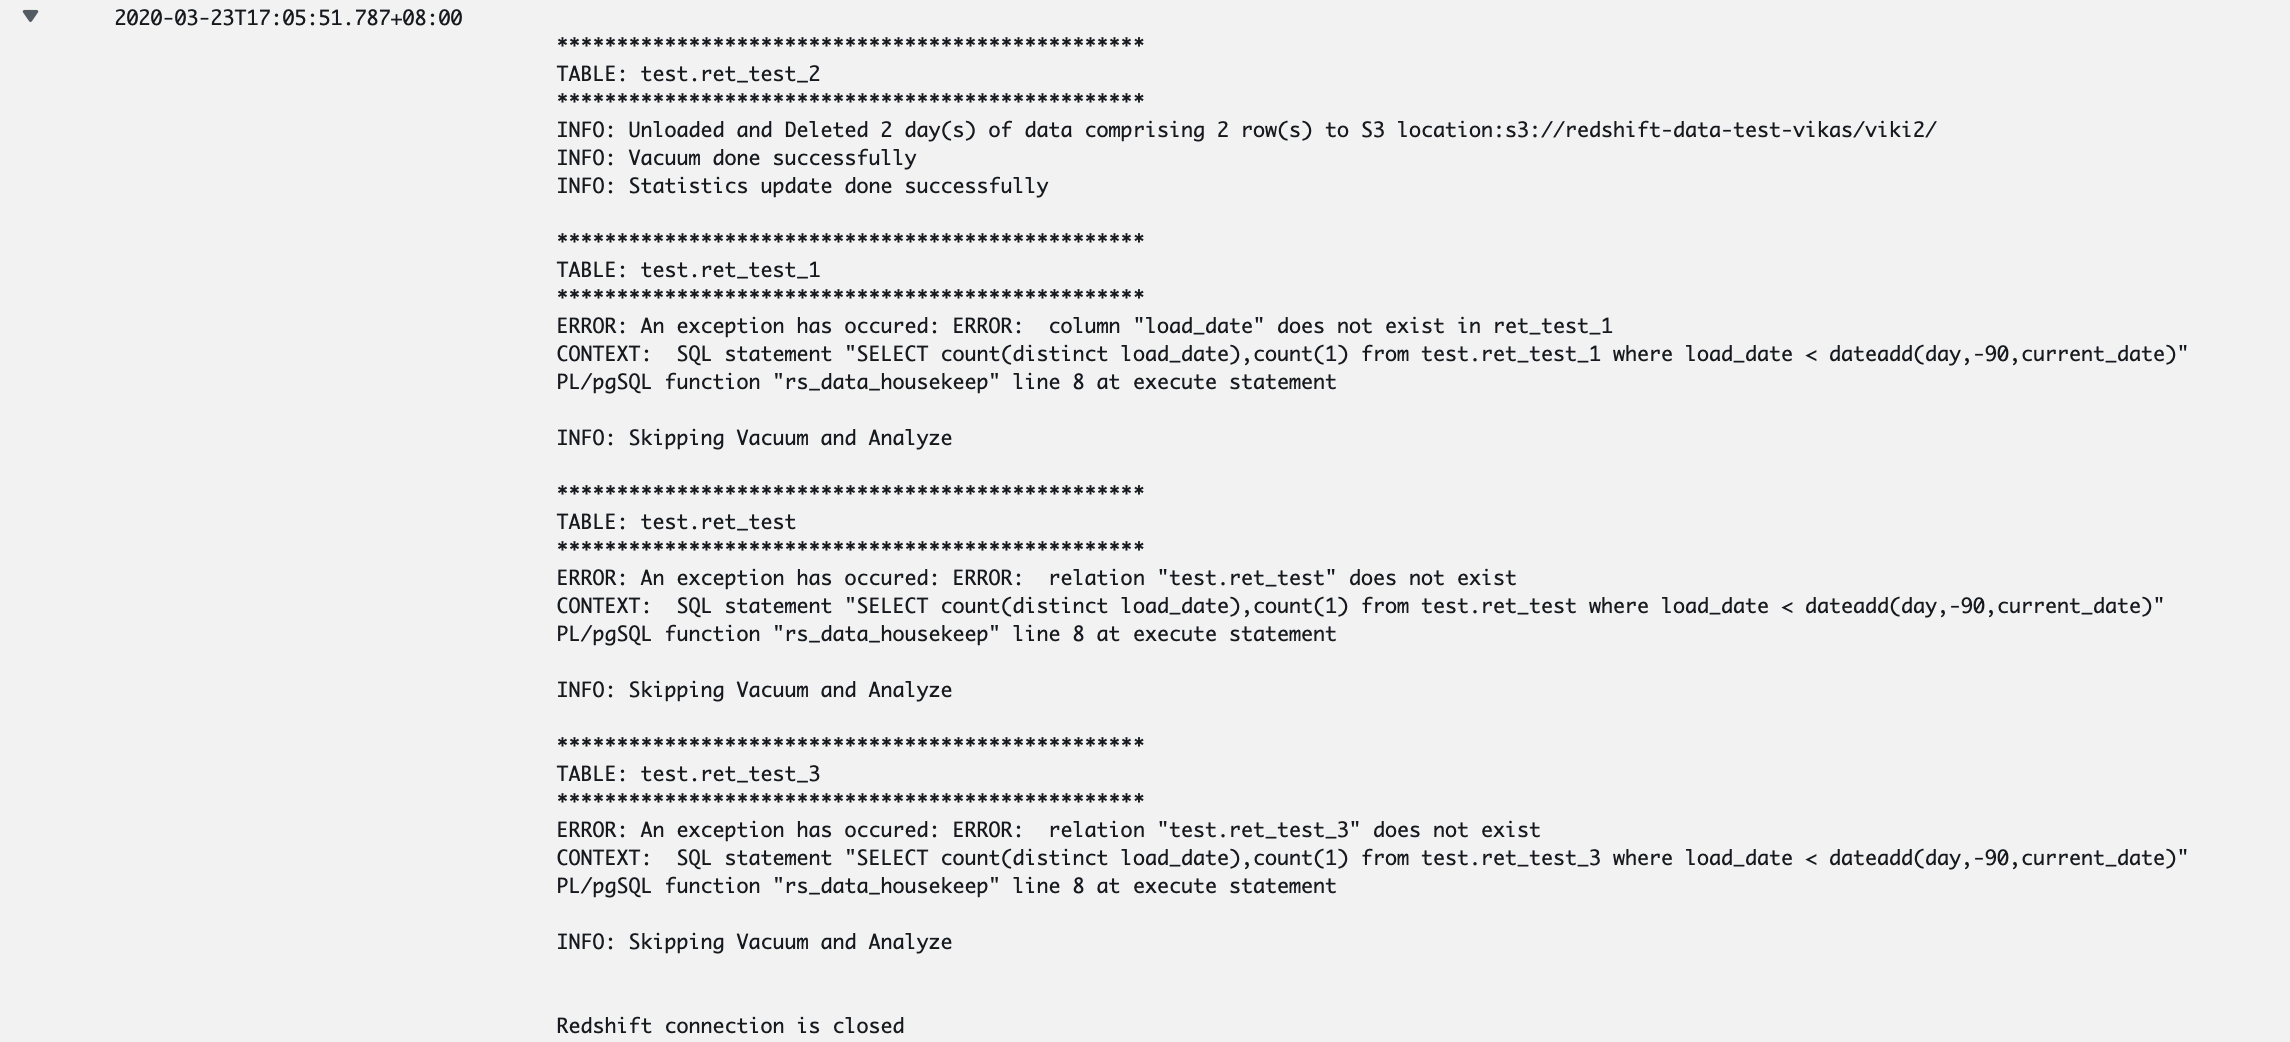 2020-03-23T17:05:51.787+08:00
*************************************************
TABLE: test.ret_test_2
*************************************************
INFO: Unloaded and Deleted 2 day(s) of data comprising 2 row(s) to S3 location:s3://redshift-data-test-vikas/viki2/
INFO: Vacuum done successfully
INFO: Statistics update done successfully
*************************************************
TABLE: test.ret_test_1
*************************************************
ERROR: An exception has occured: ERROR:  column "load_date" does not exist in ret_test_1
CONTEXT:  SQL statement "SELECT count(distinct load_date),count(1) from test.ret_test_1 where load_date < dateadd(day,-90,current_date)"
PL/pgSQL function "rs_data_housekeep" line 8 at execute statement
INFO: Skipping Vacuum and Analyze
*************************************************
TABLE: test.ret_test
*************************************************
ERROR: An exception has occured: ERROR:  relation "test.ret_test" does not exist
CONTEXT:  SQL statement "SELECT count(distinct load_date),count(1) from test.ret_test where load_date < dateadd(day,-90,current_date)"
PL/pgSQL function "rs_data_housekeep" line 8 at execute statement
INFO: Skipping Vacuum and Analyze
*************************************************
TABLE: test.ret_test_3
*************************************************
ERROR: An exception has occured: ERROR:  relation "test.ret_test_3" does not exist
CONTEXT:  SQL statement "SELECT count(distinct load_date),count(1) from test.ret_test_3 where load_date < dateadd(day,-90,current_date)"
PL/pgSQL function "rs_data_housekeep" line 8 at execute statement
INFO: Skipping Vacuum and Analyze
Redshift connection is closed